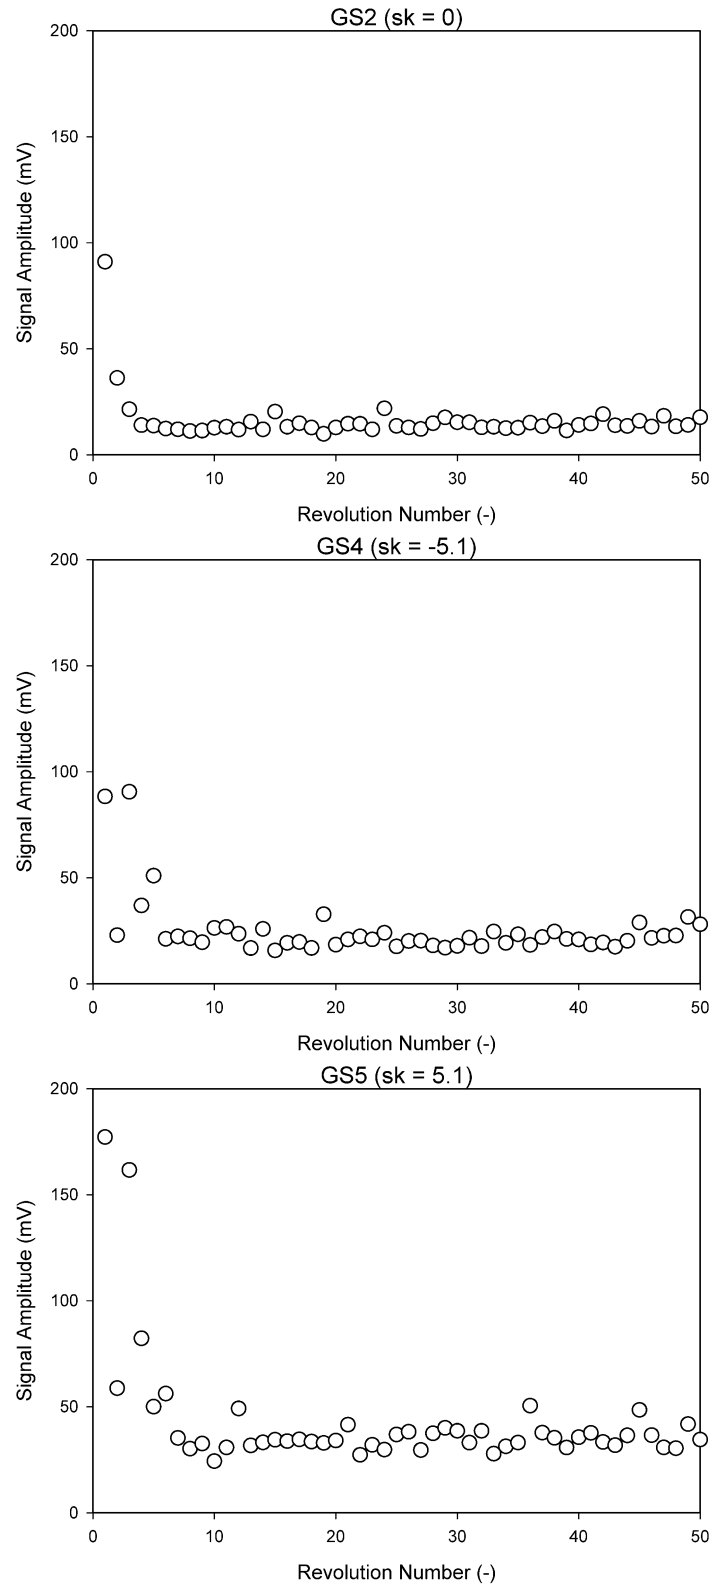 GS2 (sk = 0)
200
150
100
50
0
Signal Amplitude (mV)
0 10 20 30 40 50
Revolution Number (-)
GS4 (sk = -5.1)
200
150
100
50
0
Signal Amplitude (mV)
0 10 20 30 40 50
Revolution Number (-)
GS5 (sk = 5.1)
200
150
100
50
0
Signal Amplitude (mV)
0 10 20 30 40 50
Revolution Number (-)